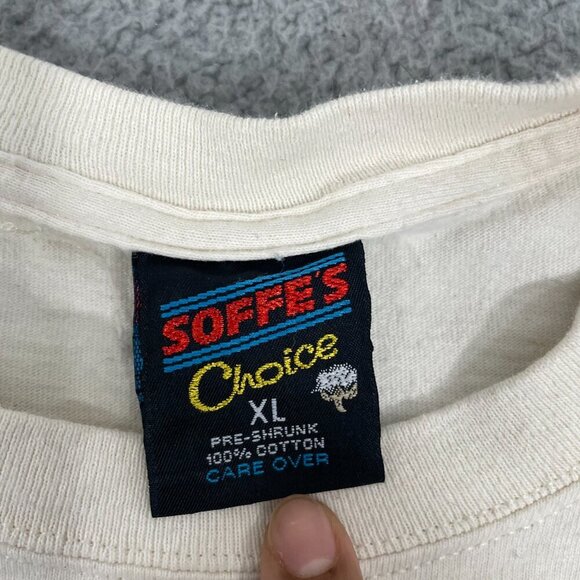 SOFFE'S
Choice
XL
PRE-SHRUNK
100% COTTON
CARE OVER